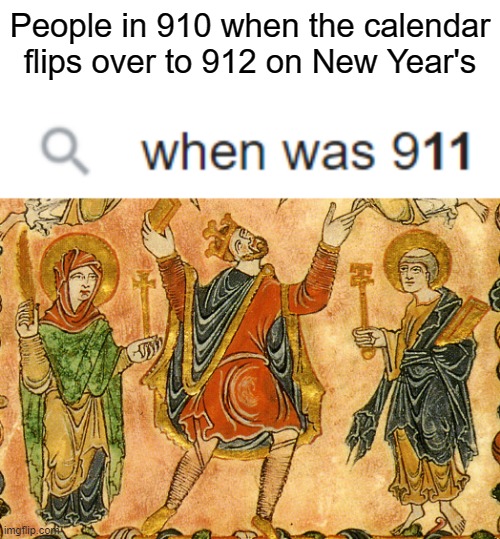 People in 910 when the calendar
flips over to 912 on New Year's
when was 911
imgflip.com